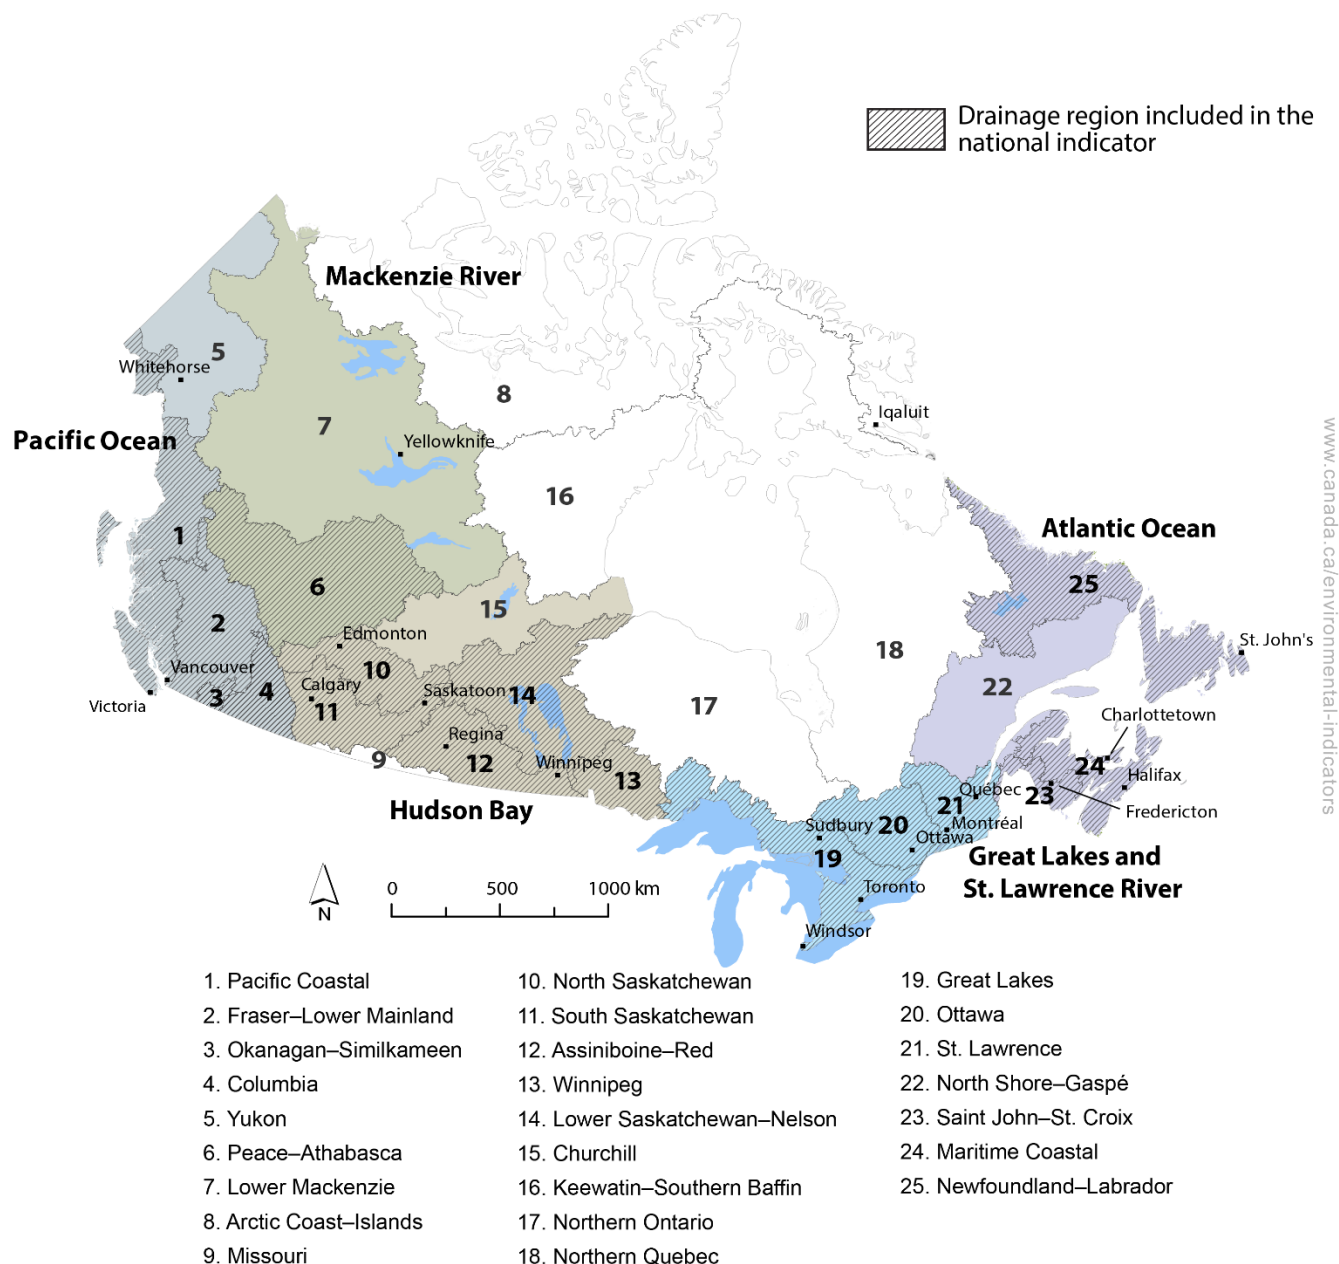 Drainage region included in the
national indicator
Mackenzie River
5
Whitehorse
8
7
Iqaluit
Pacific Ocean
Yellowknife
16
Atlantic Ocean
1
6
25
15
2
Edmonton
St. John's
18
10
Vancouver
Calgary
Saskatoon
14
22
3
4
Victoria
11
17
Charlottetown
Regina
9
12
Winnipeg
13
24
Halifax
Québec
23
21
Hudson Bay
Fredericton
Sudbury
20
Montréal
Ottawa
19
Great Lakes and
St. Lawrence River
Toronto
Windsor
N
0 500 1000 km
www.canada.ca/environmental-indicators
1. Pacific Coastal
2. Fraser–Lower Mainland
3. Okanagan–Similkameen
4. Columbia
5. Yukon
6. Peace–Athabasca
7. Lower Mackenzie
8. Arctic Coast–Islands
9. Missouri
10. North Saskatchewan
11. South Saskatchewan
12. Assiniboine–Red
13. Winnipeg
14. Lower Saskatchewan–Nelson
15. Churchill
16. Keewatin–Southern Baffin
17. Northern Ontario
18. Northern Quebec
19. Great Lakes
20. Ottawa
21. St. Lawrence
22. North Shore–Gaspé
23. Saint John–St. Croix
24. Maritime Coastal
25. Newfoundland–Labrador